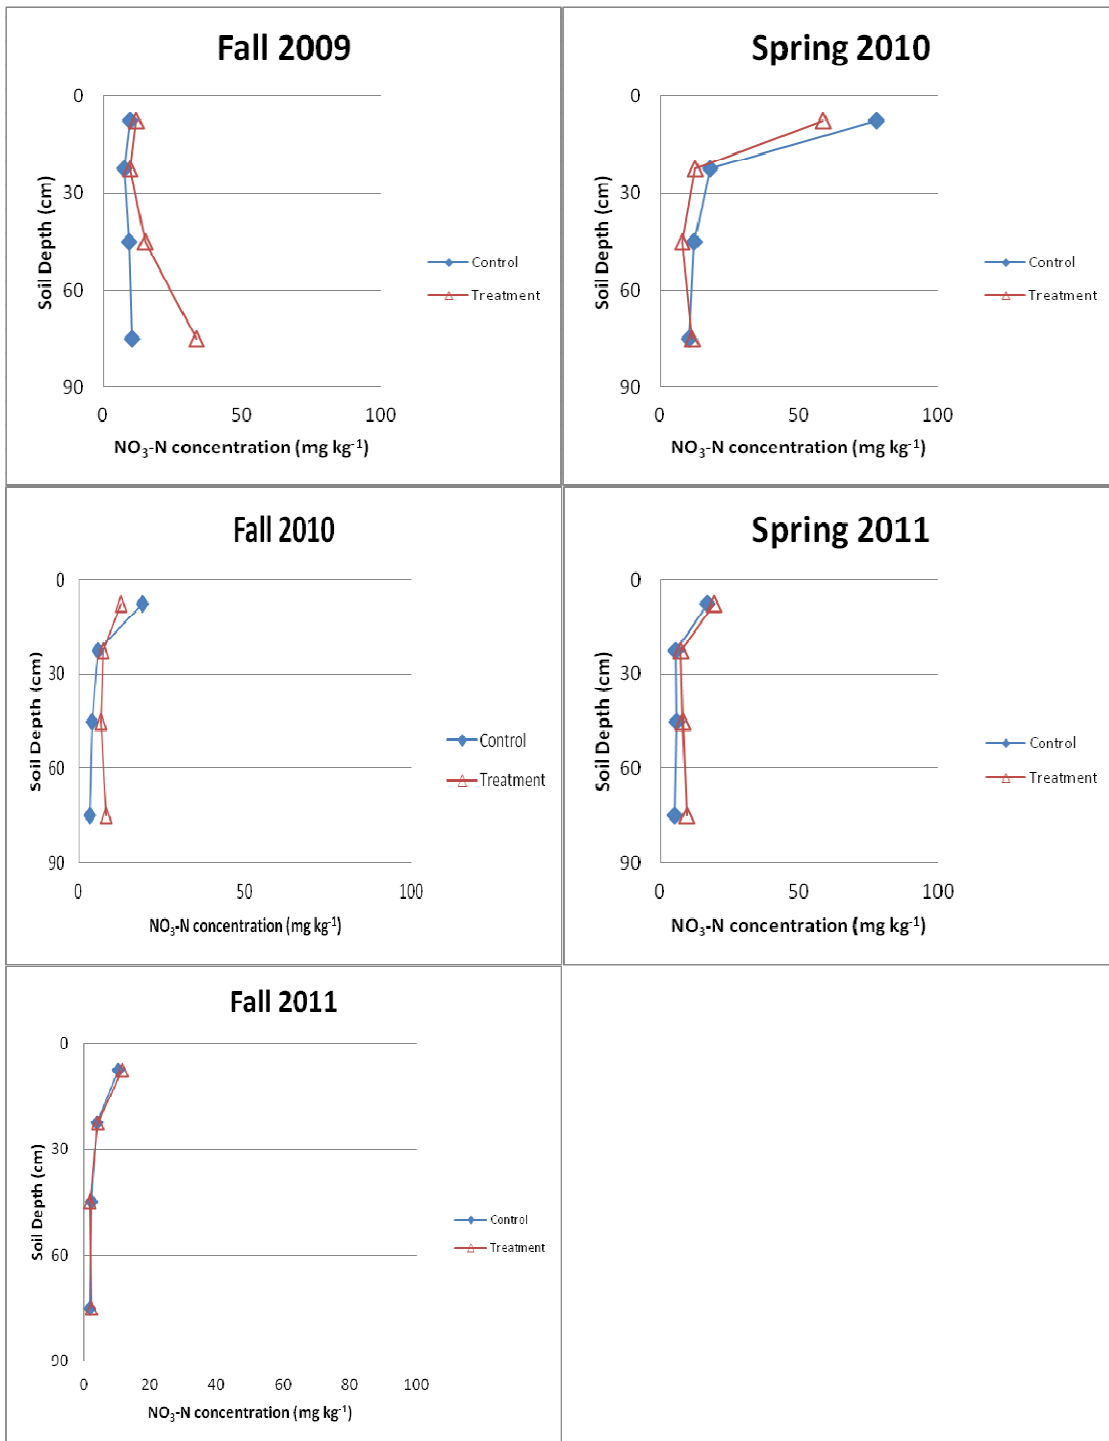 Fall 2009
0
30
60
90
Soil Depth (cm)
0 50 100
NO₃-N concentration (mg kg⁻¹)
Control
Treatment
Spring 2010
0
30
60
90
Soil Depth (cm)
0 50 100
NO₃-N concentration (mg kg⁻¹)
Control
Treatment
Fall 2010
0
30
60
90
Soil Depth (cm)
0 50 100
NO₃-N concentration (mg kg⁻¹)
Control
Treatment
Spring 2011
0
30
60
90
Soil Depth (cm)
0 50 100
NO₃-N concentration (mg kg⁻¹)
Control
Treatment
Fall 2011
0
30
60
90
Soil Depth (cm)
0 20 40 60 80 100
NO₃-N concentration (mg kg⁻¹)
Control
Treatment